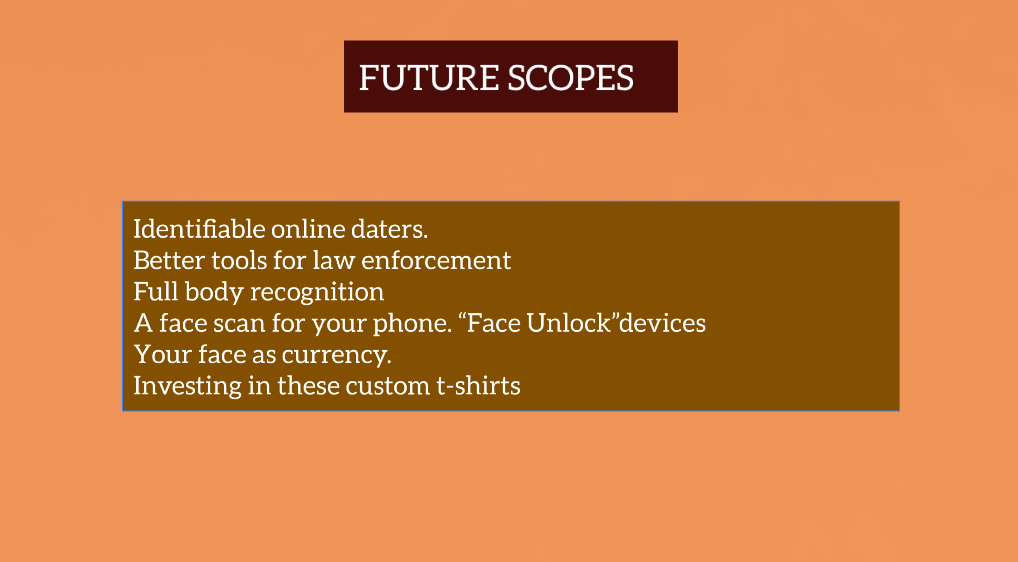 FUTURE SCOPES
Identifiable online daters.
Better tools for law enforcement
Full body recognition
A face scan for your phone. “Face Unlock”devices
Your face as currency.
Investing in these custom t-shirts